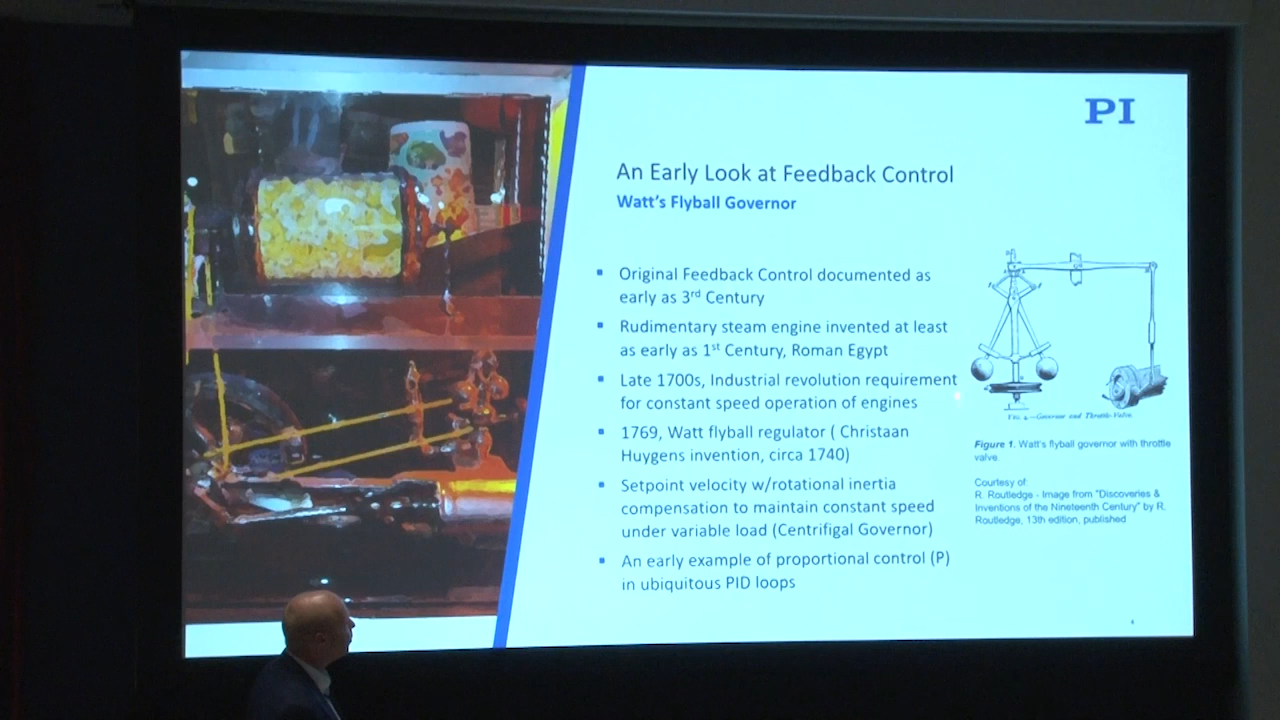 PI
An Early Look at Feedback Control
Watt's Flyball Governor
▪ Original Feedback Control documented as
early as 3rd Century
▪ Rudimentary steam engine invented at least
as early as 1st Century, Roman Egypt
▪ Late 1700s, Industrial revolution requirement
for constant speed operation of engines
▪ 1769, Watt flyball regulator ( Christaan
Huygens invention, circa 1740)
▪ Setpoint velocity w/rotational inertia
compensation to maintain constant speed
under variable load (Centrifigal Governor)
▪ An early example of proportional control (P)
in ubiquitous PID loops
—Governor and Throttle-Valve.
Figure 1. Watt's flyball governor with throttle
valve.
Courtesy of:
R. Routledge - Image from "Discoveries &
Inventions of the Nineteenth Century" by R.
Routledge, 13th edition, published